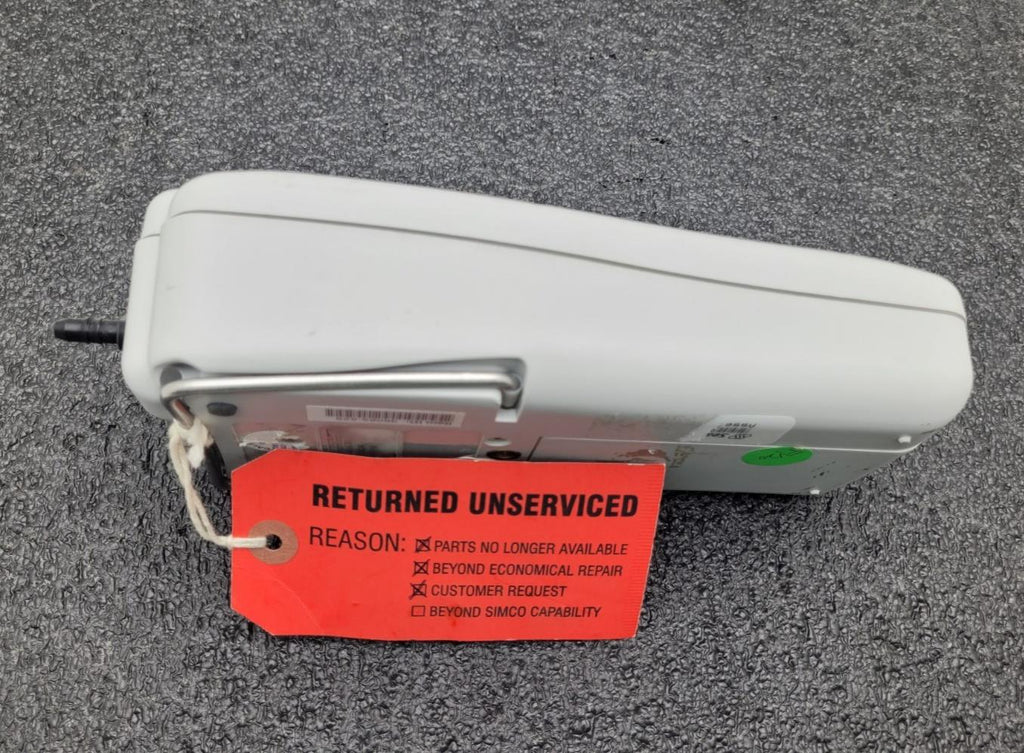 RETURNED UNSERVICED
REASON: ☒ PARTS NO LONGER AVAILABLE
☒ BEYOND ECONOMICAL REPAIR
☒ CUSTOMER REQUEST
☐ BEYOND SIMCO CAPABILITY